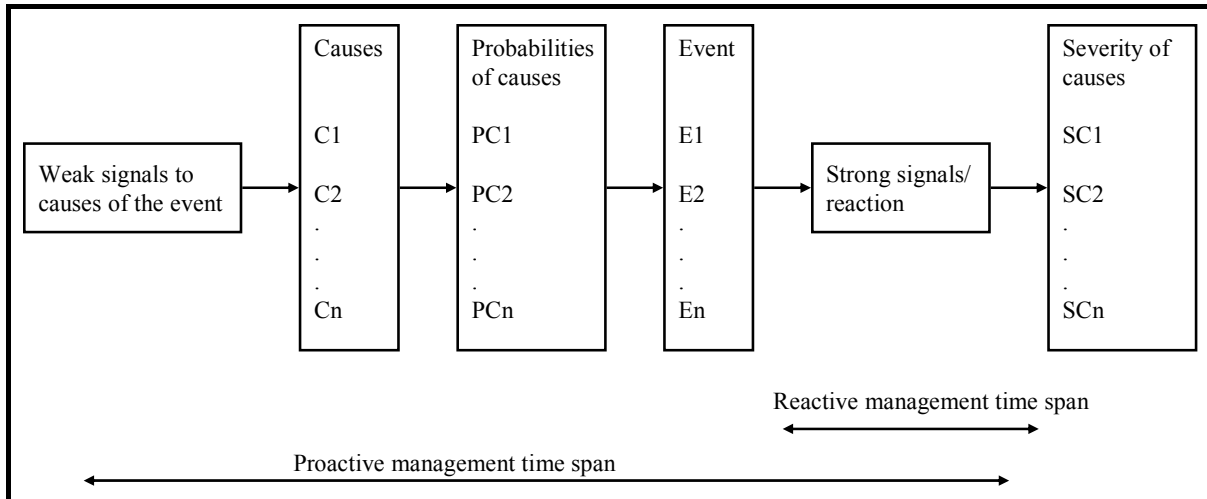 Weak signals to
causes of the event
Causes
C1
C2
.
.
.
Cn
Probabilities
of causes
PC1
PC2
.
.
.
PCn
Event
E1
E2
.
.
.
En
Strong signals/
reaction
Severity of
causes
SC1
SC2
.
.
.
SCn
Reactive management time span
Proactive management time span